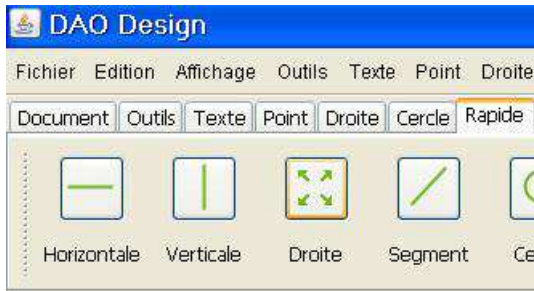 DAO Design
Fichier Edition Affichage Outils Texte Point Droite
Document Outils Texte Point Droite Cercle Rapide
Horizontale Verticale Droite Segment Ce